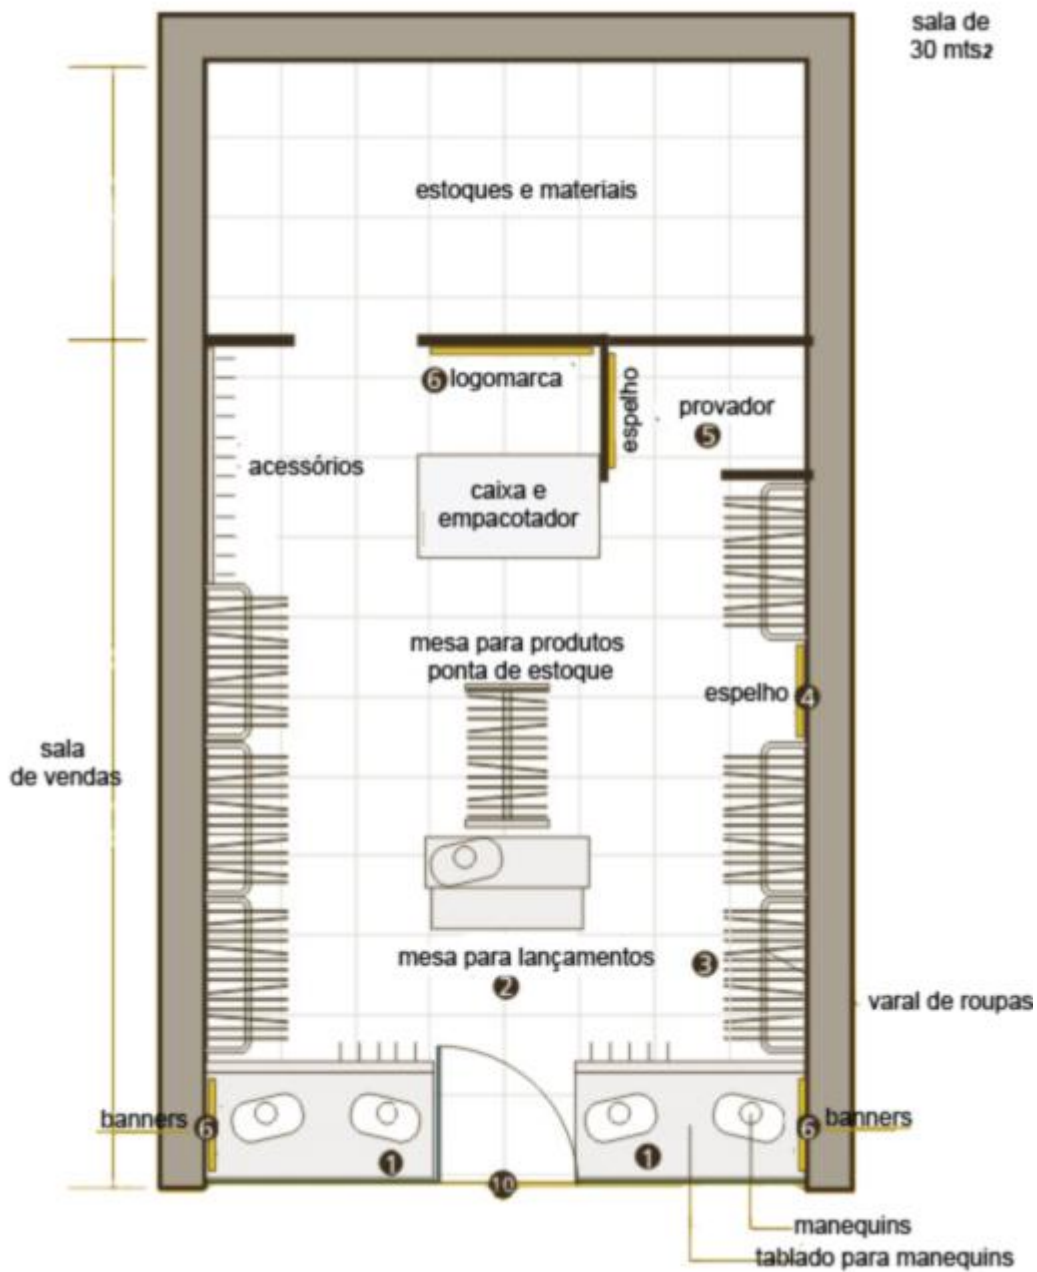 sala de
30 mts2
estoques e materiais
6 logomarca
espelho
provador
5
acessórios
caixa e
empacotador
mesa para produtos
ponta de estoque
espelho 4
sala
de vendas
mesa para lançamentos
2
3
varal de roupas
banners 6
6 banners
1
1
10
manequins
tablado para manequins